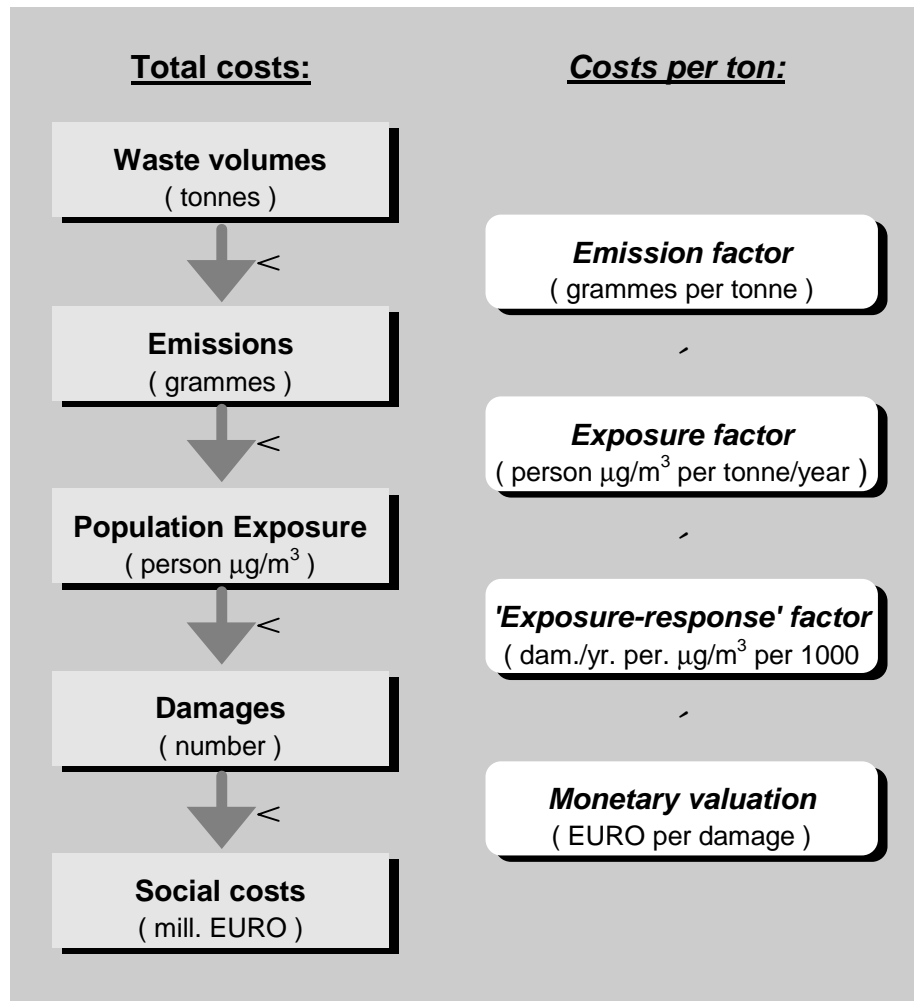 Total costs:
Waste volumes
( tonnes )
<
Emissions
( grammes )
<
Population Exposure
( person μg/m³ )
<
Damages
( number )
<
Social costs
( mill. EURO )
Costs per ton:
Emission factor
( grammes per tonne )
′
Exposure factor
( person μg/m³ per tonne/year )
′
'Exposure-response' factor
( dam./yr. per. μg/m³ per 1000
′
Monetary valuation
( EURO per damage )